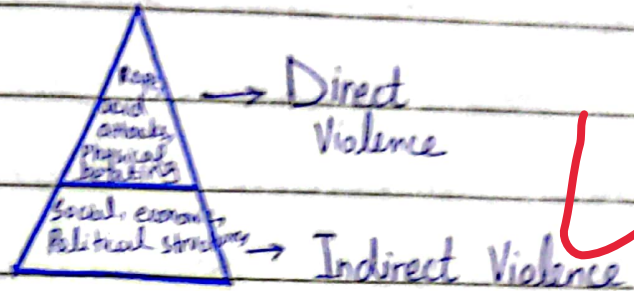 Rape,
acid
attacks,
Physical
beating
Direct
Violence
Social, economic,
Political structures
Indirect Violence